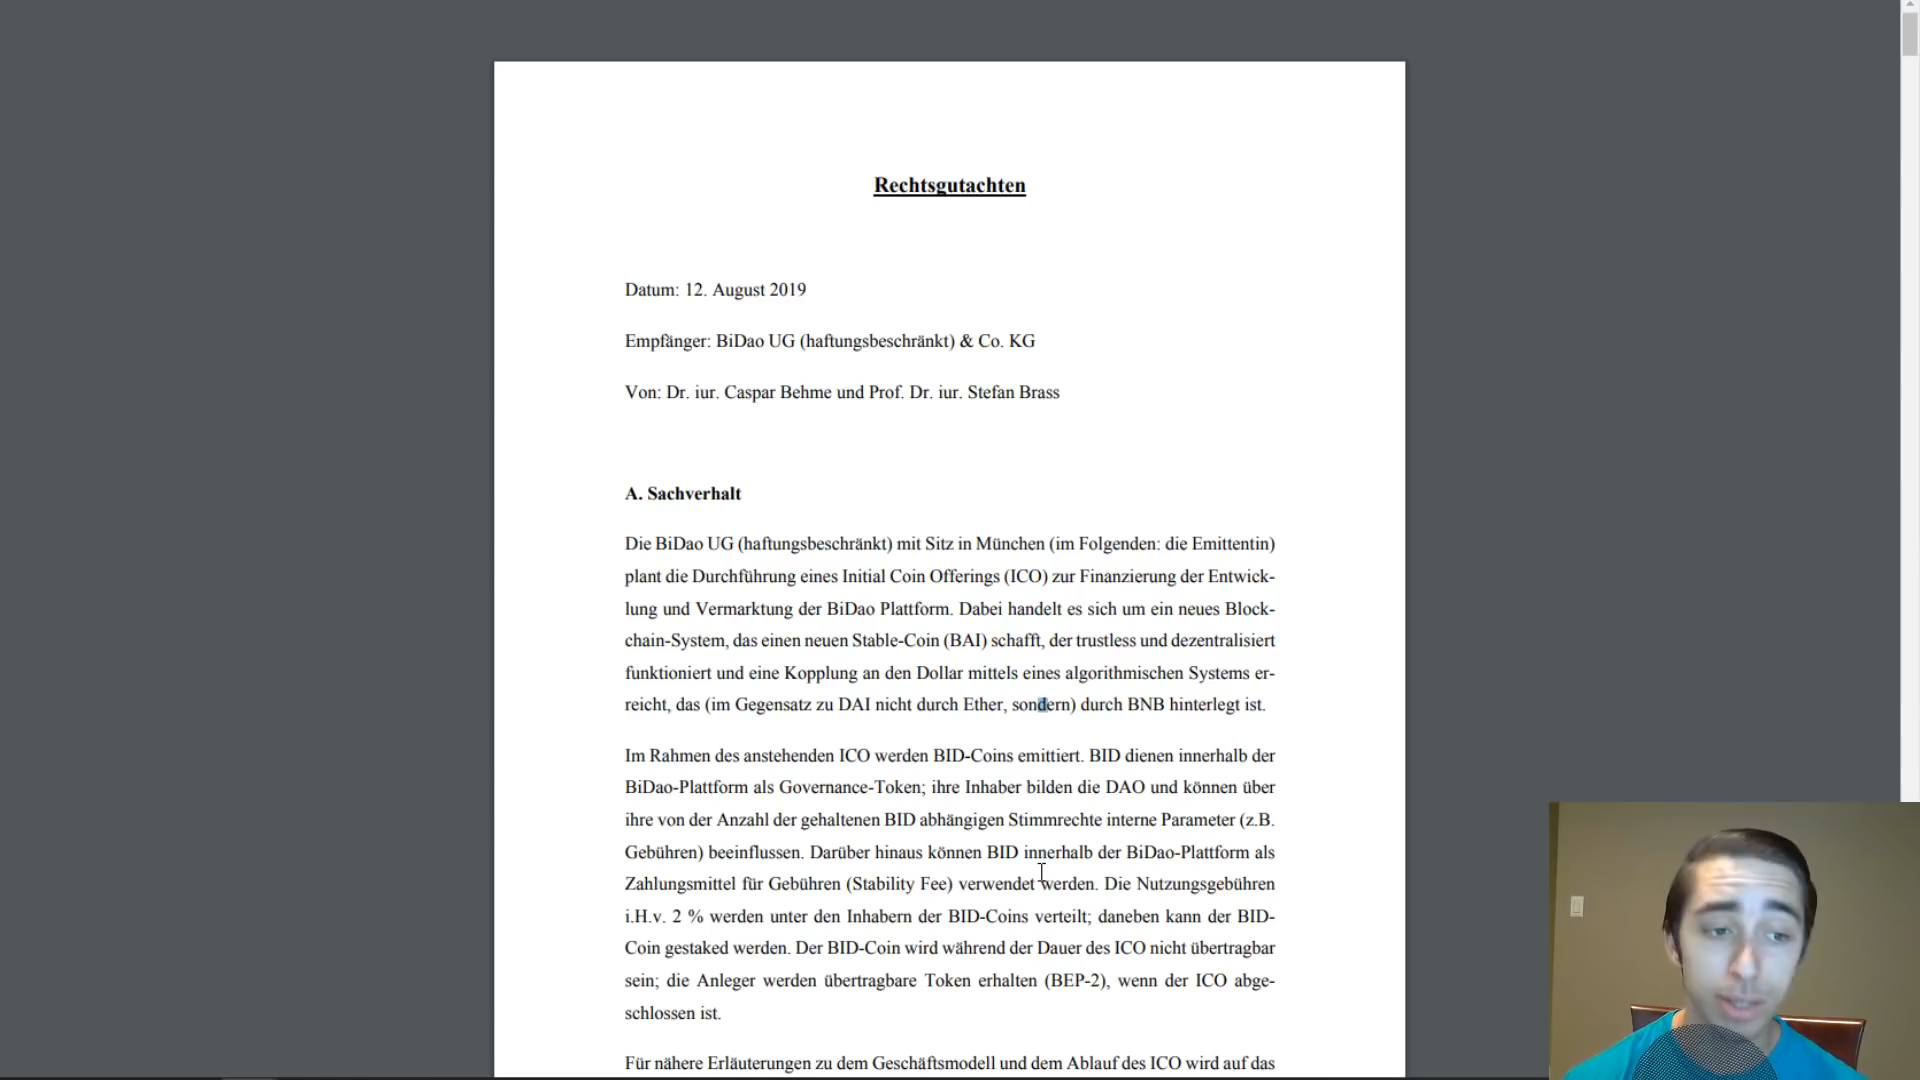 Rechtsgutachten
Datum: 12. August 2019
Empfänger: BiDao UG (haftungsbeschränkt) & Co. KG
Von: Dr. iur. Caspar Behme und Prof. Dr. iur. Stefan Brass
A. Sachverhalt
Die BiDao UG (haftungsbeschränkt) mit Sitz in München (im Folgenden: die Emittentin)
plant die Durchführung eines Initial Coin Offerings (ICO) zur Finanzierung der Entwick-
lung und Vermarktung der BiDao Plattform. Dabei handelt es sich um ein neues Block-
chain-System, das einen neuen Stable-Coin (BAI) schafft, der trustless und dezentralisiert
funktioniert und eine Kopplung an den Dollar mittels eines algorithmischen Systems er-
reicht, das (im Gegensatz zu DAI nicht durch Ether, sondern) durch BNB hinterlegt ist.
Im Rahmen des anstehenden ICO werden BID-Coins emittiert. BID dienen innerhalb der
BiDao-Plattform als Governance-Token; ihre Inhaber bilden die DAO und können über
ihre von der Anzahl der gehaltenen BID abhängigen Stimmrechte interne Parameter (z.B.
Gebühren) beeinflussen. Darüber hinaus können BID innerhalb der BiDao-Plattform als
Zahlungsmittel für Gebühren (Stability Fee) verwendet werden. Die Nutzungsgebühren
i.H.v. 2 % werden unter den Inhabern der BID-Coins verteilt; daneben kann der BID-
Coin gestaked werden. Der BID-Coin wird während der Dauer des ICO nicht übertragbar
sein; die Anleger werden übertragbare Token erhalten (BEP-2), wenn der ICO abge-
schlossen ist.
Für nähere Erläuterungen zu dem Geschäftsmodell und dem Ablauf des ICO wird auf das